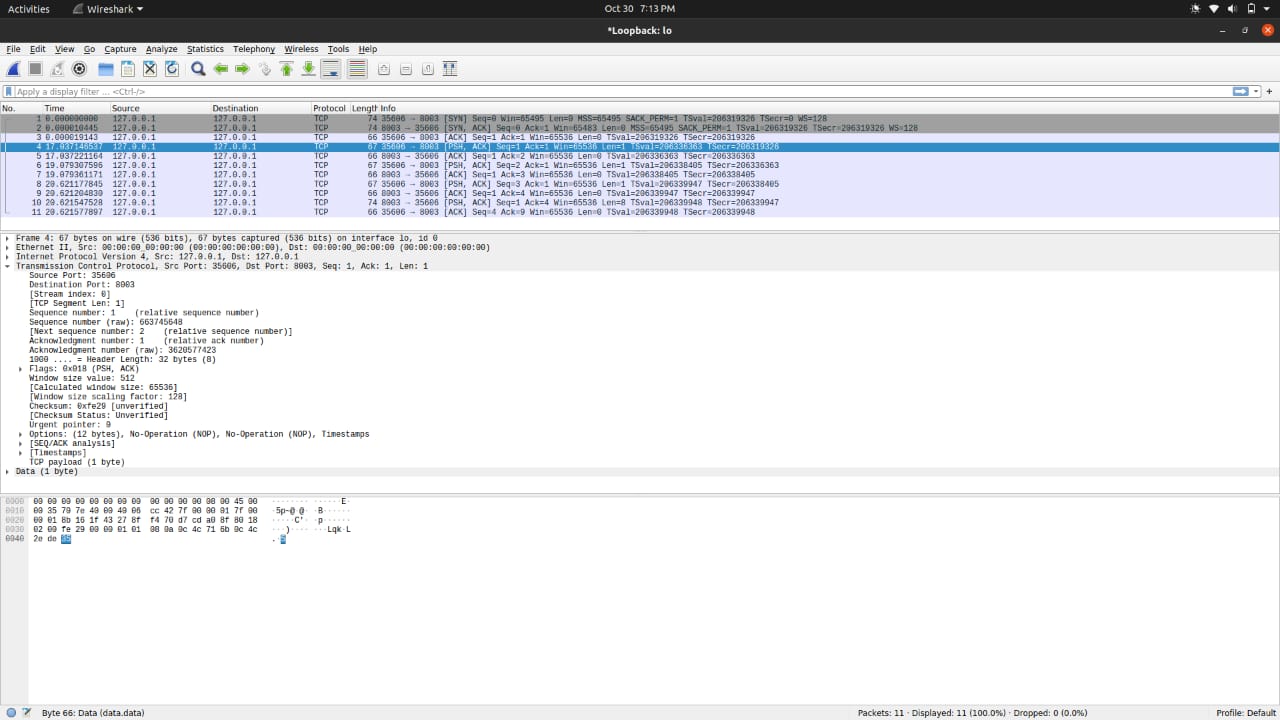 Activities Wireshark Oct 30 7:13 PM
*Loopback: lo
File Edit View Go Capture Analyze Statistics Telephony Wireless Tools Help
Apply a display filter ... <Ctrl-/>
No. Time Source Destination Protocol Length Info
1 0.000000000 127.0.0.1 127.0.0.1 TCP 74 35606 → 8003 [SYN] Seq=0 Win=65495 Len=0 MSS=65495 SACK_PERM=1 TSval=206319326 TSecr=0 WS=128
2 0.000010445 127.0.0.1 127.0.0.1 TCP 74 8003 → 35606 [SYN, ACK] Seq=0 Ack=1 Win=65483 Len=0 MSS=65495 SACK_PERM=1 TSval=206319326 TSecr=206319326 WS=128
3 0.000019143 127.0.0.1 127.0.0.1 TCP 66 35606 → 8003 [ACK] Seq=1 Ack=1 Win=65536 Len=0 TSval=206319326 TSecr=206319326
4 17.037146537 127.0.0.1 127.0.0.1 TCP 67 35606 → 8003 [PSH, ACK] Seq=1 Ack=1 Win=65536 Len=1 TSval=206336363 TSecr=206319326
5 17.037221164 127.0.0.1 127.0.0.1 TCP 66 8003 → 35606 [ACK] Seq=1 Ack=2 Win=65536 Len=0 TSval=206336363 TSecr=206336363
6 19.079307596 127.0.0.1 127.0.0.1 TCP 67 35606 → 8003 [PSH, ACK] Seq=2 Ack=1 Win=65536 Len=1 TSval=206338405 TSecr=206336363
7 19.079361171 127.0.0.1 127.0.0.1 TCP 66 8003 → 35606 [ACK] Seq=1 Ack=3 Win=65536 Len=0 TSval=206338405 TSecr=206338405
8 20.621177845 127.0.0.1 127.0.0.1 TCP 67 35606 → 8003 [PSH, ACK] Seq=3 Ack=1 Win=65536 Len=1 TSval=206339947 TSecr=206338405
9 20.621204830 127.0.0.1 127.0.0.1 TCP 66 8003 → 35606 [ACK] Seq=1 Ack=4 Win=65536 Len=0 TSval=206339947 TSecr=206339947
10 20.621547528 127.0.0.1 127.0.0.1 TCP 74 8003 → 35606 [PSH, ACK] Seq=1 Ack=4 Win=65536 Len=8 TSval=206339948 TSecr=206339947
11 20.621577897 127.0.0.1 127.0.0.1 TCP 66 35606 → 8003 [ACK] Seq=4 Ack=9 Win=65536 Len=0 TSval=206339948 TSecr=206339948
Frame 4: 67 bytes on wire (536 bits), 67 bytes captured (536 bits) on interface lo, id 0
Ethernet II, Src: 00:00:00_00:00:00 (00:00:00:00:00:00), Dst: 00:00:00_00:00:00 (00:00:00:00:00:00)
Internet Protocol Version 4, Src: 127.0.0.1, Dst: 127.0.0.1
Transmission Control Protocol, Src Port: 35606, Dst Port: 8003, Seq: 1, Ack: 1, Len: 1
Source Port: 35606
Destination Port: 8003
[Stream index: 0]
[TCP Segment Len: 1]
Sequence number: 1 (relative sequence number)
Sequence number (raw): 663745648
[Next sequence number: 2 (relative sequence number)]
Acknowledgment number: 1 (relative ack number)
Acknowledgment number (raw): 3620577423
1000 .... = Header Length: 32 bytes (8)
Flags: 0x018 (PSH, ACK)
Window size value: 512
[Calculated window size: 65536]
[Window size scaling factor: 128]
Checksum: 0xfe29 [unverified]
[Checksum Status: Unverified]
Urgent pointer: 0
Options: (12 bytes), No-Operation (NOP), No-Operation (NOP), Timestamps
[SEQ/ACK analysis]
[Timestamps]
TCP payload (1 byte)
Data (1 byte)
0000 00 00 00 00 00 00 00 00 00 00 00 00 08 00 45 00 ········ ······E·
0010 00 35 70 7e 40 00 40 06 cc 42 7f 00 00 01 7f 00 ·5p~@·@· ·B······
0020 00 01 8b 16 1f 43 27 8f f4 70 d7 cd a0 8f 80 18 ·····C'· ·p······
0030 02 00 fe 29 00 00 01 01 08 0a 0c 4c 71 6b 0c 4c ···)···· ···Lqk·L
0040 2e de 35 .·5
Byte 66: Data (data.data) Packets: 11 · Displayed: 11 (100.0%) · Dropped: 0 (0.0%) Profile: Default